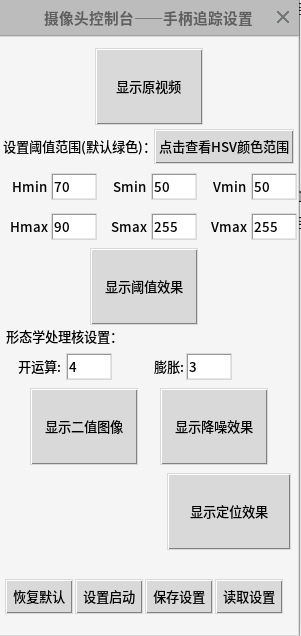 摄像头控制台——手柄追踪设置
显示原视频
设置阈值范围(默认绿色): 点击查看HSV颜色范围
Hmin 70 Smin 50 Vmin 50
Hmax 90 Smax 255 Vmax 255
显示阈值效果
形态学处理核设置:
开运算: 4 膨胀: 3
显示二值图像 显示降噪效果
显示定位效果
恢复默认 设置启动 保存设置 读取设置